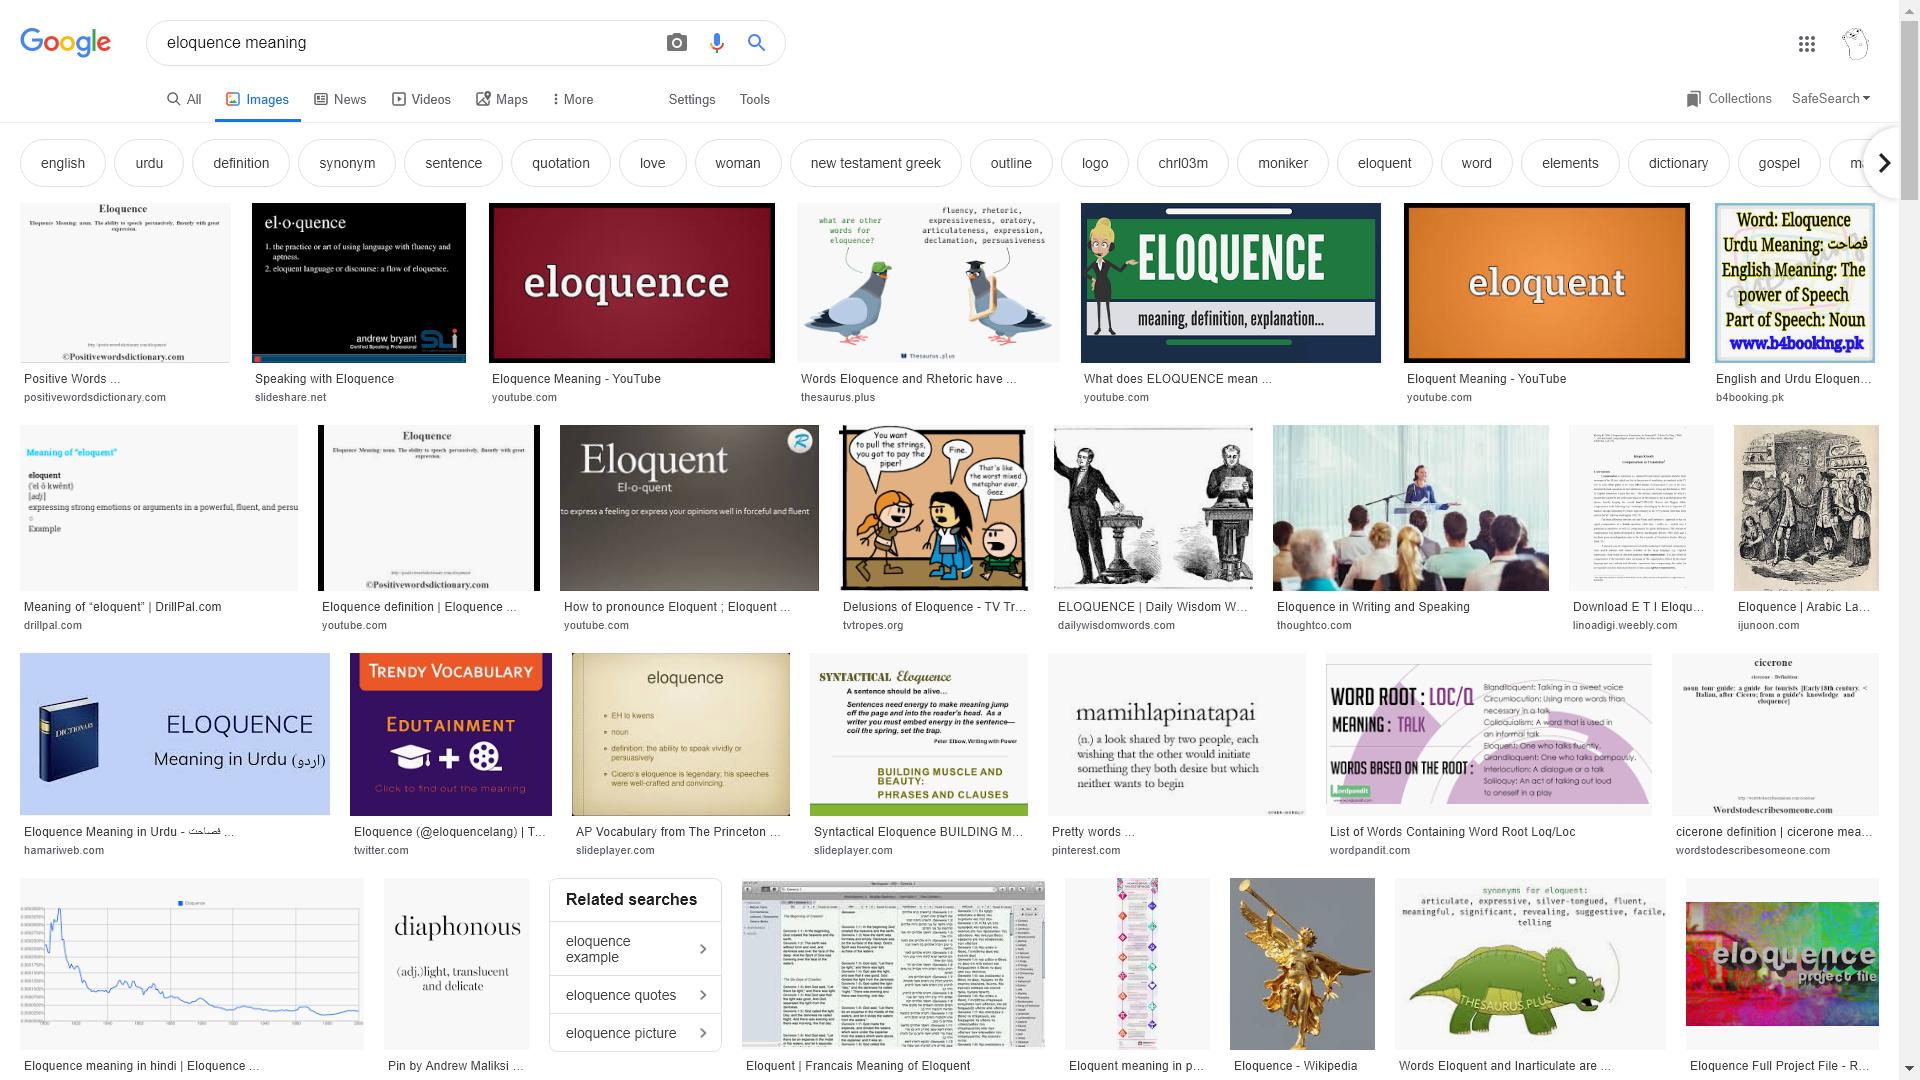 Google
eloquence meaning
All
Images
News
Videos
Maps
More
Settings
Tools
Collections
SafeSearch
english
urdu
definition
synonym
sentence
quotation
love
woman
new testament greek
outline
logo
chrl03m
moniker
eloquent
word
elements
dictionary
gospel
Eloquence
Eloquence Meaning: noun. The ability to speech persuasively, fluently with great
expression.
©Positivewordsdictionary.com
Positive Words ...
positivewordsdictionary.com
el·o·quence
1. the practice or art of using language with fluency and
aptness.
2. eloquent language or discourse: a flow of eloquence.
andrew bryant
Certified Speaking Professional
SLi
Speaking with Eloquence
slideshare.net
eloquence
Eloquence Meaning - YouTube
youtube.com
what are other
words for
eloquence?
fluency, rhetoric,
expressiveness, oratory,
articulateness, expression,
declamation, persuasiveness
Thesaurus.plus
Words Eloquence and Rhetoric have ...
thesaurus.plus
ELOQUENCE
meaning, definition, explanation...
What does ELOQUENCE mean ...
youtube.com
eloquent
Eloquent Meaning - YouTube
youtube.com
Word: Eloquence
Urdu Meaning: فصاحت
English Meaning: The
power of Speech
Part of Speech: Noun
www.b4booking.pk
English and Urdu Eloquen...
b4booking.pk
Meaning of "eloquent"
eloquent
('el ō kwənt)
[adj]
expressing strong emotions or arguments in a powerful, fluent, and persu
Example
Meaning of “eloquent” | DrillPal.com
drillpal.com
Eloquence
Eloquence Meaning: noun. The ability to speech persuasively, fluently with great
expression.
©Positivewordsdictionary.com
Eloquence definition | Eloquence ...
youtube.com
Eloquent
El-o-quent
to express a feeling or express your opinions well in forceful and fluent
How to pronounce Eloquent ; Eloquent ...
youtube.com
You want
to pull the strings,
you got to pay the
piper!
Fine.
That's like
the worst mixed
metaphor ever.
Geez.
Delusions of Eloquence - TV Tr...
tvtropes.org
ELOQUENCE | Daily Wisdom W...
dailywisdomwords.com
Eloquence in Writing and Speaking
thoughtco.com
Download E T I Eloqu...
linoadigi.weebly.com
Eloquence | Arabic La...
ijunoon.com
DICTIONARY
ELOQUENCE
Meaning in Urdu (اردو)
Eloquence Meaning in Urdu - فصاحت ...
hamariweb.com
TRENDY VOCABULARY
EDUTAINMENT
Click to find out the meaning
Eloquence (@eloquencelang) | T...
twitter.com
eloquence
EH lo kwens
noun
definition: the ability to speak vividly or
persuasively
Cicero's eloquence is legendary; his speeches
were well-crafted and convincing.
AP Vocabulary from The Princeton ...
slideplayer.com
SYNTACTICAL Eloquence
A sentence should be alive...
Sentences need energy to make meaning jump
off the page and into the reader's head. As a
writer you must embed energy in the sentence—
coil the spring, set the trap.
Peter Elbow, Writing with Power
BUILDING MUSCLE AND
BEAUTY:
PHRASES AND CLAUSES
Syntactical Eloquence BUILDING M...
slideplayer.com
mamihlapinatapai
(n.) a look shared by two people, each
wishing that the other would initiate
something they both desire but which
neither wants to begin
OTHER-WORDLY
Pretty words ...
pinterest.com
WORD ROOT : LOC/Q
MEANING : TALK
WORDS BASED ON THE ROOT :
Blandiloquent: Taking in a sweet voice
Circumlocution: Using more words than
necessary in a talk
Colloquialism: A word that is used in
an informal talk
Eloquent: One who talks fluently.
Grandiloquent: One who talks pompously.
Interlocution: A dialogue or a talk
Soliloquy: An act of talking out loud
to oneself in a play
Wordpandit
List of Words Containing Word Root Loq/Loc
wordpandit.com
cicerone
cicerone - Definition:
noun tour guide: a guide for tourists [Early18th century. <
Italian, after Cicero; from a guide's knowledge and
eloquence]
Wordstodescribesomeone.com
cicerone definition | cicerone mea...
wordstodescribesomeone.com
Eloquence
Eloquence meaning in hindi | Eloquence ...
diaphonous
(adj.)light, translucent
and delicate
Pin by Andrew Maliksi ...
Related searches
eloquence
example
eloquence quotes
eloquence picture
Eloquent | Francais Meaning of Eloquent
Eloquent meaning in p...
Eloquence - Wikipedia
synonyms for eloquent:
articulate, expressive, silver-tongued, fluent,
meaningful, significant, revealing, suggestive, facile,
telling
THESAURUS.PLUS
Words Eloquent and Inarticulate are ...
eloquence
project file
Eloquence Full Project File - R...